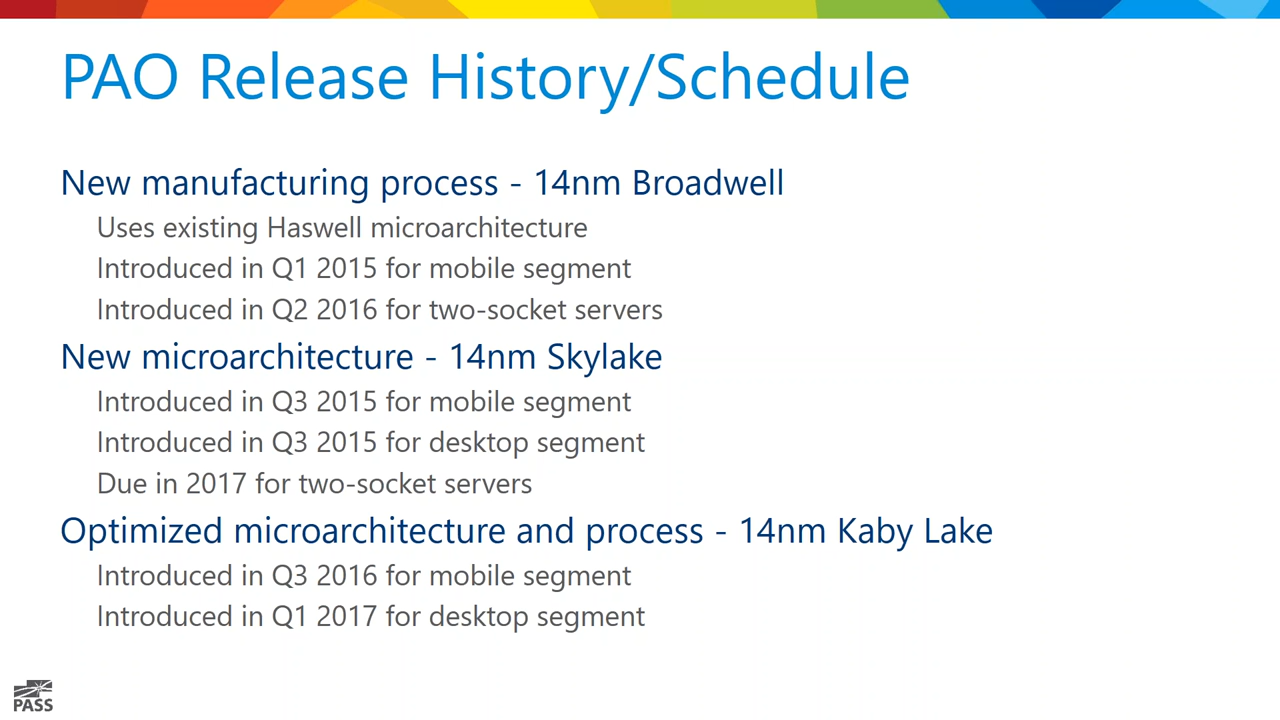 PAO Release History/Schedule
New manufacturing process - 14nm Broadwell
Uses existing Haswell microarchitecture
Introduced in Q1 2015 for mobile segment
Introduced in Q2 2016 for two-socket servers
New microarchitecture - 14nm Skylake
Introduced in Q3 2015 for mobile segment
Introduced in Q3 2015 for desktop segment
Due in 2017 for two-socket servers
Optimized microarchitecture and process - 14nm Kaby Lake
Introduced in Q3 2016 for mobile segment
Introduced in Q1 2017 for desktop segment
PASS